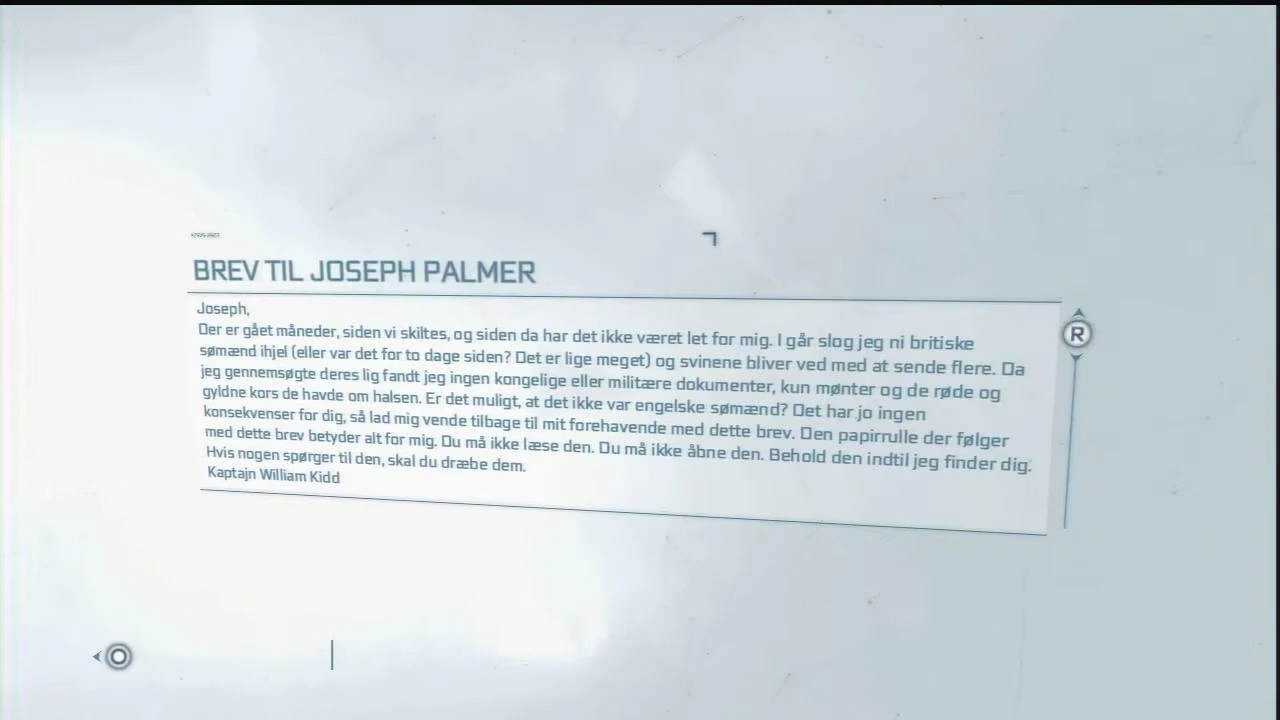 BREV TIL JOSEPH PALMER
Joseph,
Der er gået måneder, siden vi skiltes, og siden da har det ikke været let for mig. I går slog jeg ni britiske
sømænd ihjel (eller var det for to dage siden? Det er lige meget) og svinene bliver ved med at sende flere. Da
jeg gennemsøgte deres lig fandt jeg ingen kongelige eller militære dokumenter, kun mønter og de røde og
gyldne kors de havde om halsen. Er det muligt, at det ikke var engelske sømænd? Det har jo ingen
konsekvenser for dig, så lad mig vende tilbage til mit forehavende med dette brev. Den papirrulle der følger
med dette brev betyder alt for mig. Du må ikke læse den. Du må ikke åbne den. Behold den indtil jeg finder dig.
Hvis nogen spørger til den, skal du dræbe dem.
Kaptajn William Kidd
R